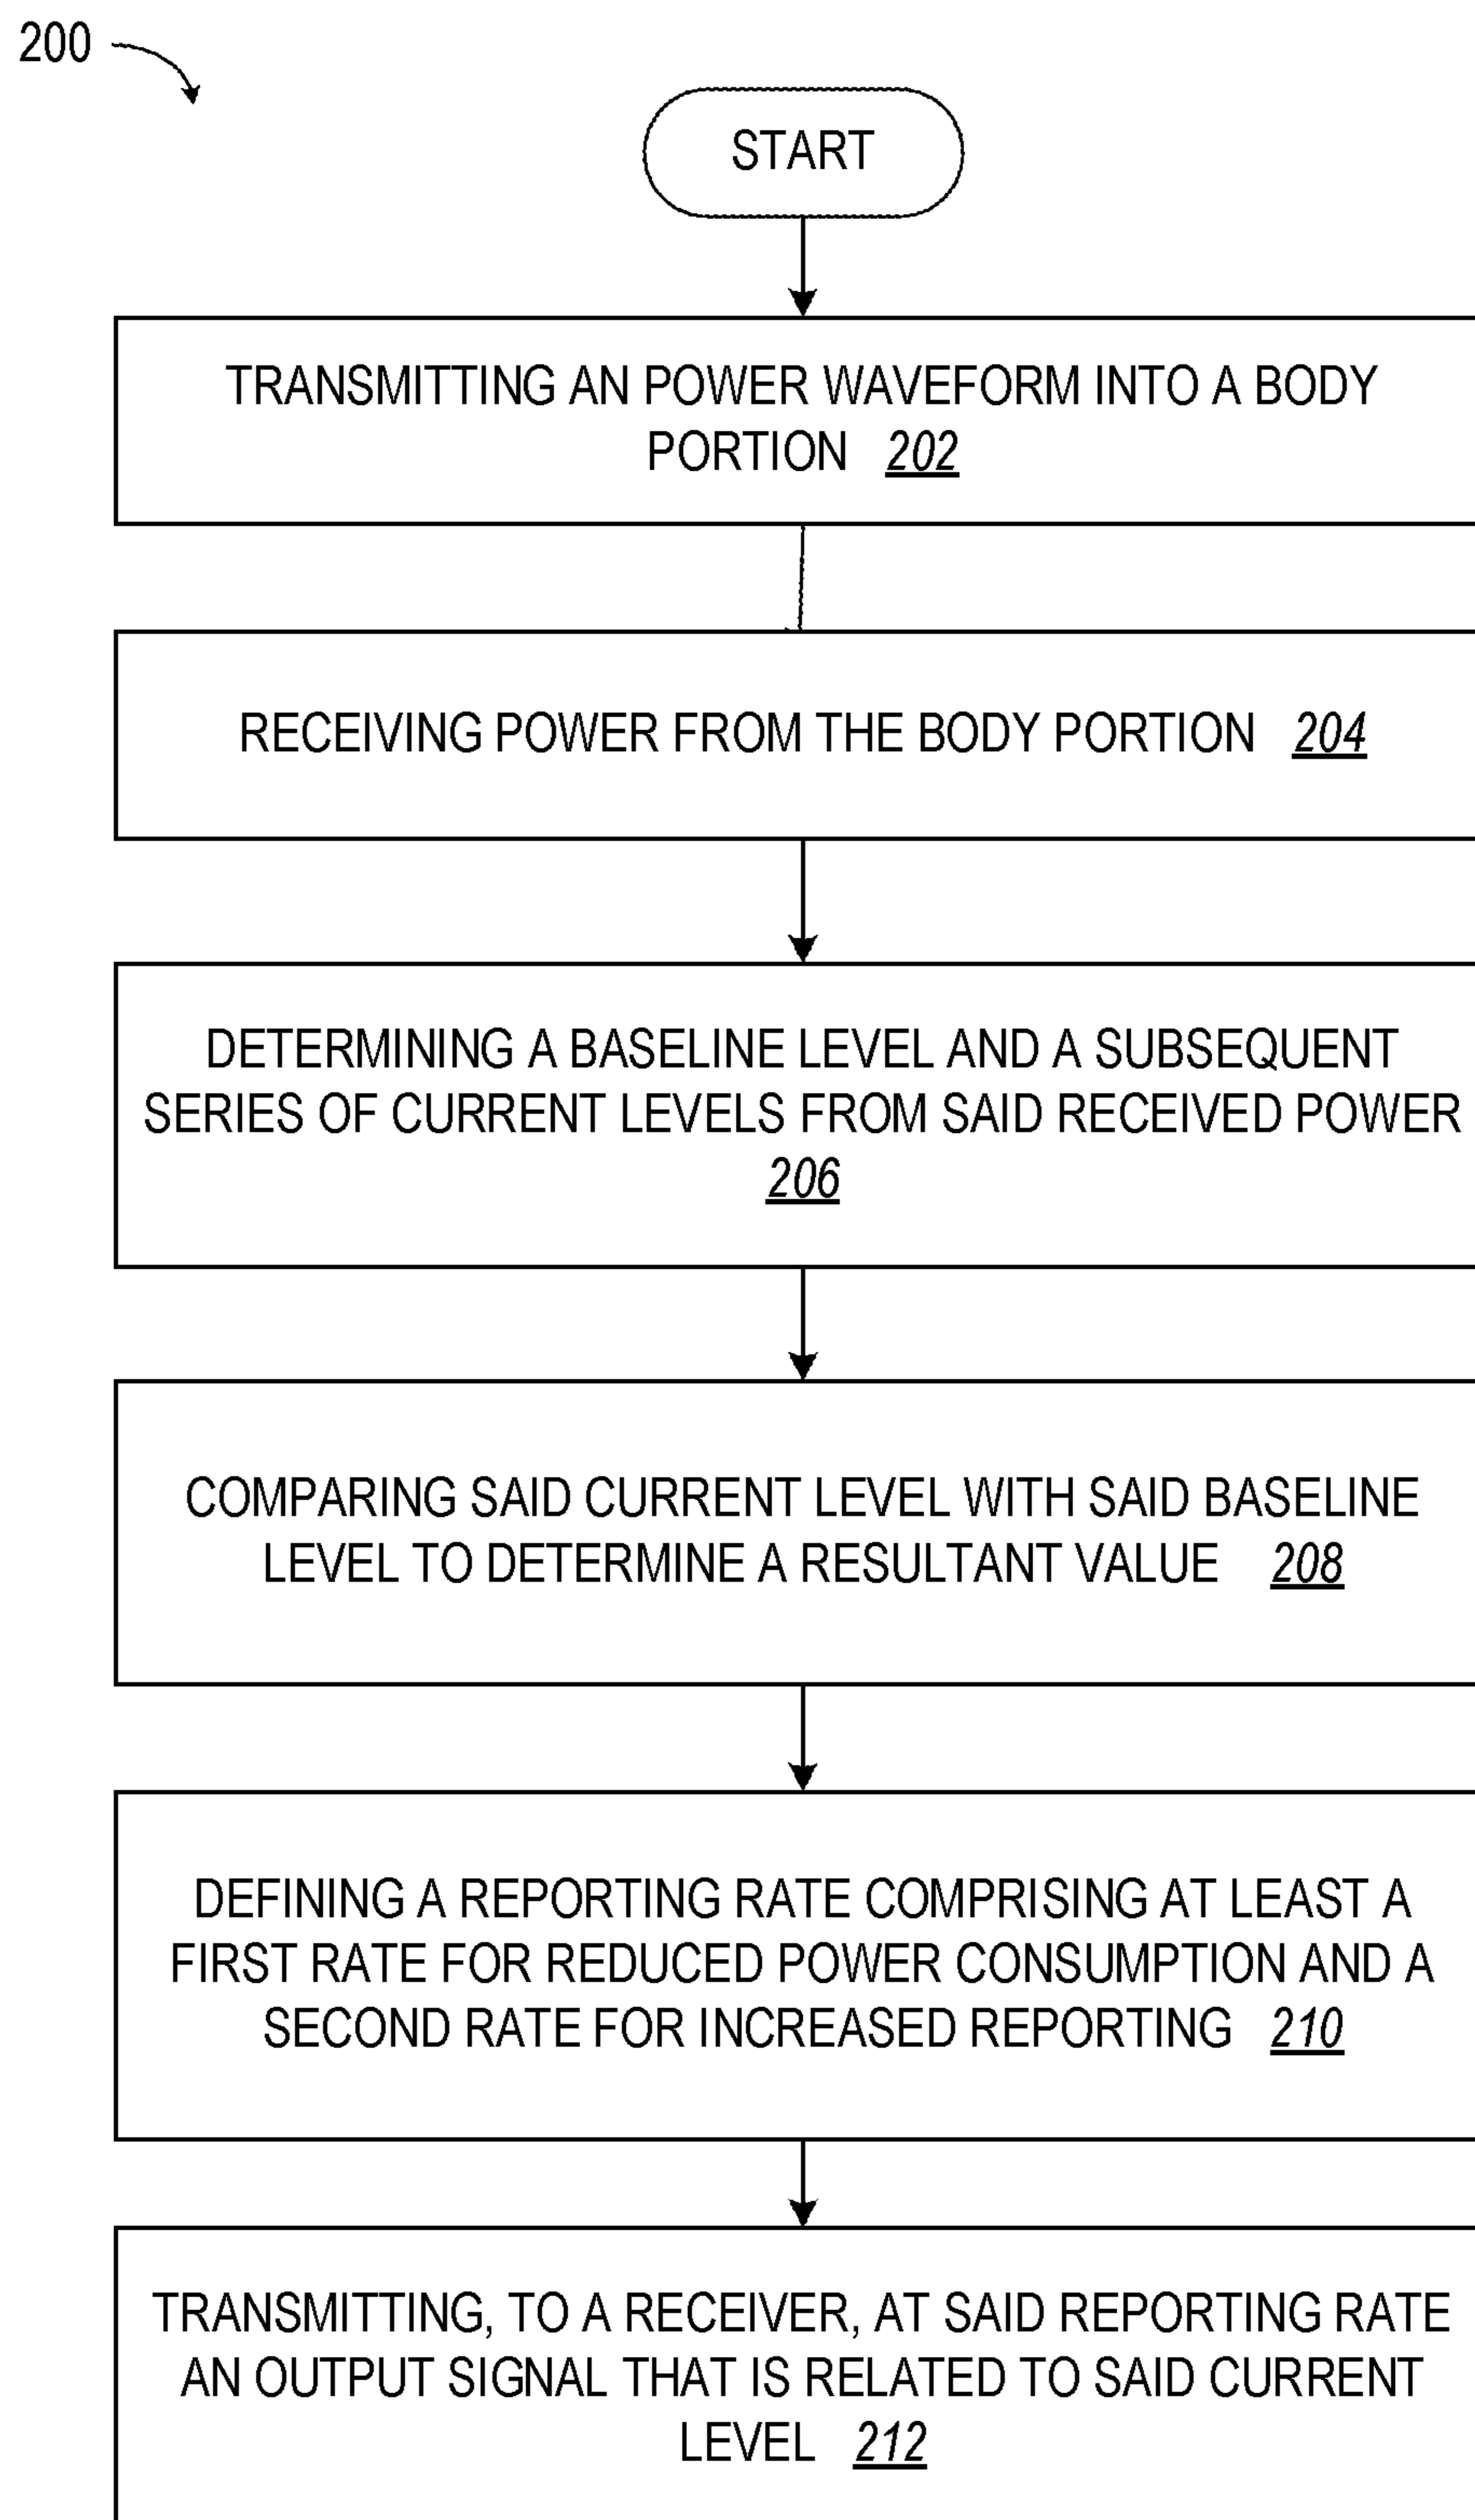 200
START
TRANSMITTING AN POWER WAVEFORM INTO A BODY
PORTION 202
RECEIVING POWER FROM THE BODY PORTION 204
DETERMINING A BASELINE LEVEL AND A SUBSEQUENT
SERIES OF CURRENT LEVELS FROM SAID RECEIVED POWER
206
COMPARING SAID CURRENT LEVEL WITH SAID BASELINE
LEVEL TO DETERMINE A RESULTANT VALUE 208
DEFINING A REPORTING RATE COMPRISING AT LEAST A
FIRST RATE FOR REDUCED POWER CONSUMPTION AND A
SECOND RATE FOR INCREASED REPORTING 210
TRANSMITTING, TO A RECEIVER, AT SAID REPORTING RATE
AN OUTPUT SIGNAL THAT IS RELATED TO SAID CURRENT
LEVEL 212